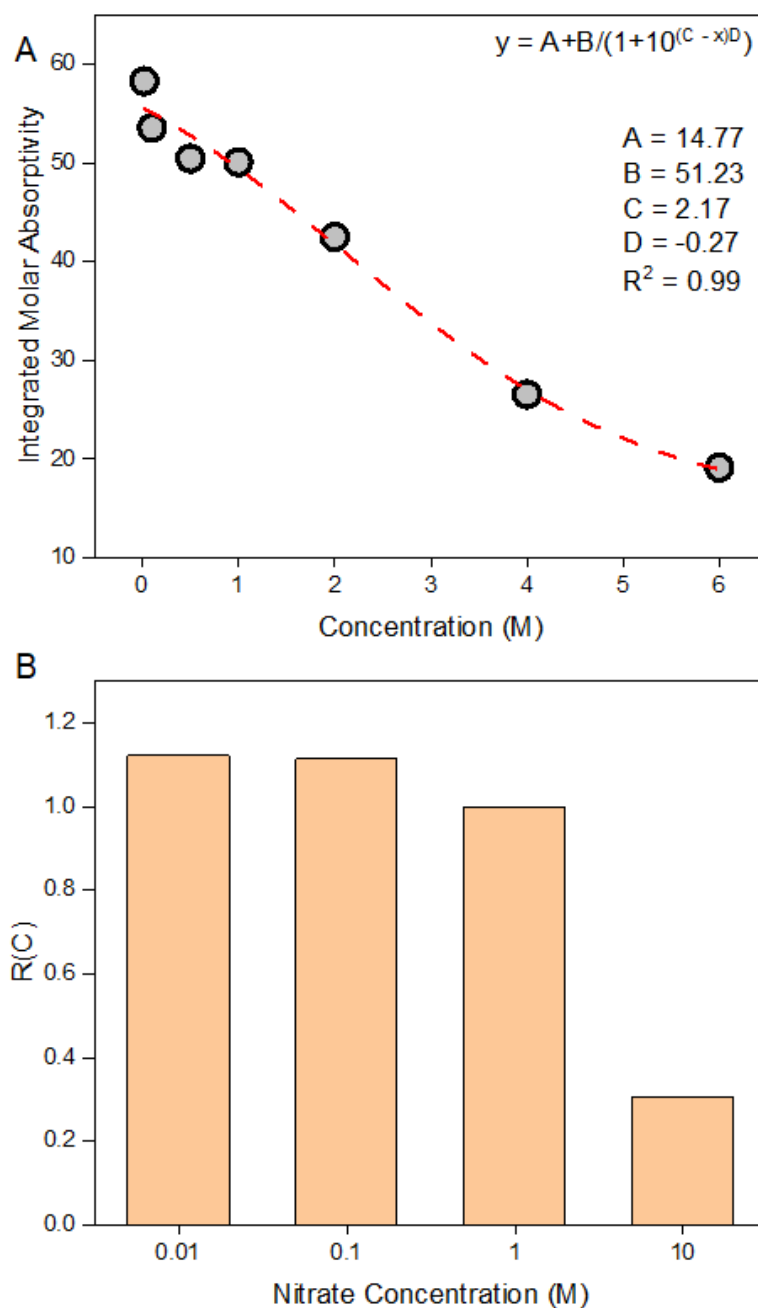 A
y = A+B/(1+10^(C - x)D)
A = 14.77
B = 51.23
C = 2.17
D = -0.27
R² = 0.99
Integrated Molar Absorptivity
60
50
40
30
20
10
0 1 2 3 4 5 6
Concentration (M)
B
R(C)
1.2
1.0
0.8
0.6
0.4
0.2
0.0
0.01 0.1 1 10
Nitrate Concentration (M)